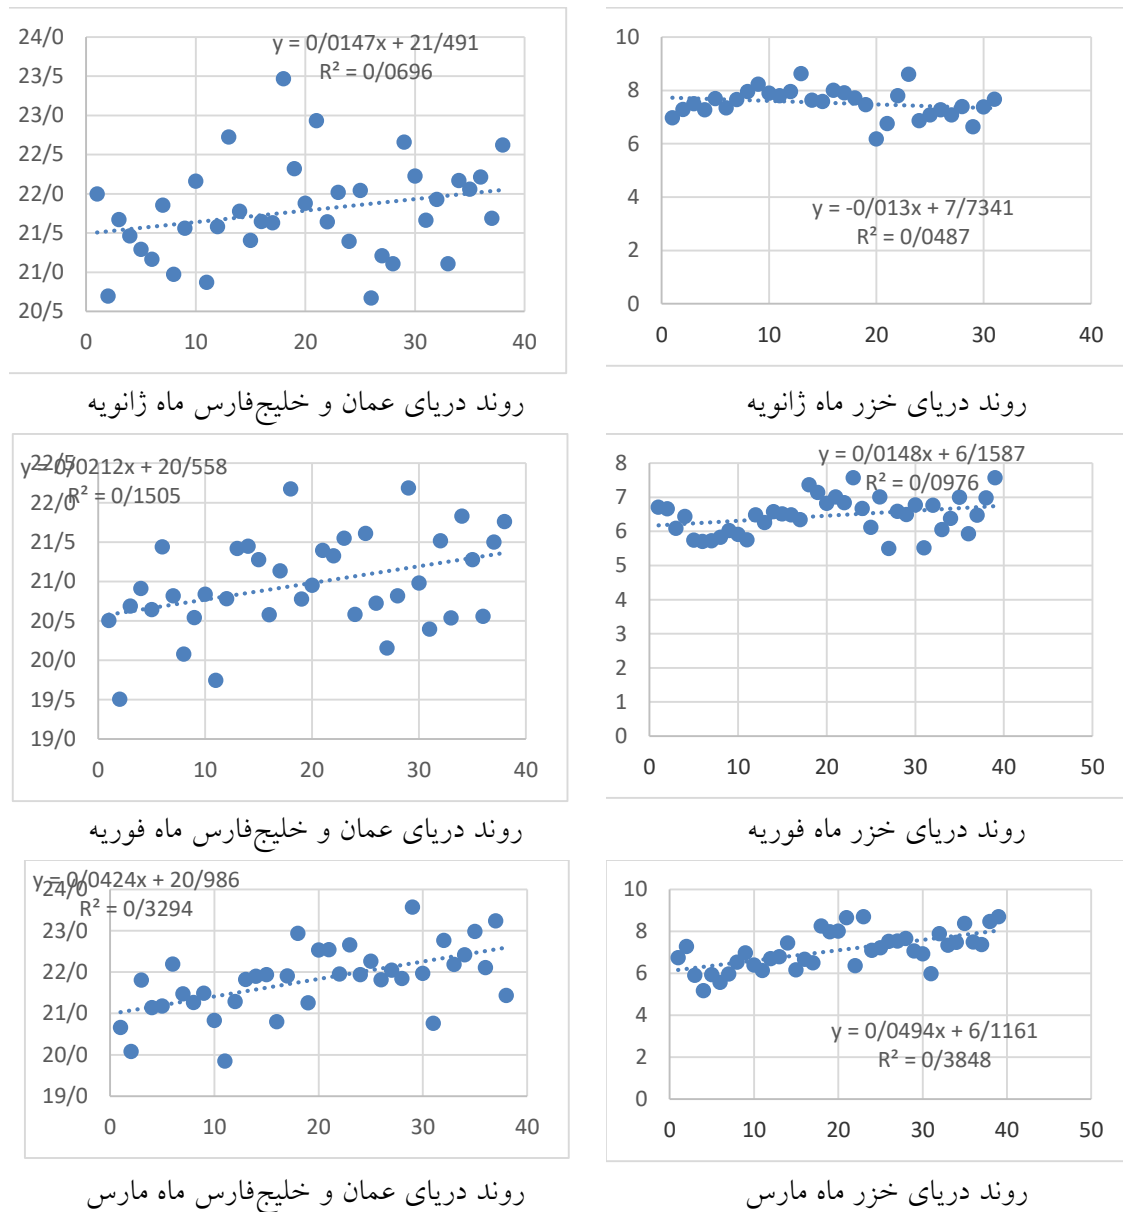 y = 0/0147x + 21/491
R² = 0/0696
24/0
23/5
23/0
22/5
22/0
21/5
21/0
20/5
0 10 20 30 40
y = -0/013x + 7/7341
R² = 0/0487
10
8
6
4
2
0
0 10 20 30 40
روند دریای عمان و خلیج‌فارس ماه ژانویه
روند دریای خزر ماه ژانویه
y = 0/0212x + 20/558
R² = 0/1505
22/5
22/0
21/5
21/0
20/5
20/0
19/5
19/0
0 10 20 30 40
y = 0/0148x + 6/1587
R² = 0/0976
8
7
6
5
4
3
2
1
0
0 10 20 30 40 50
روند دریای عمان و خلیج‌فارس ماه فوریه
روند دریای خزر ماه فوریه
y = 0/0424x + 20/986
R² = 0/3294
24/0
23/0
22/0
21/0
20/0
19/0
0 10 20 30 40
y = 0/0494x + 6/1161
R² = 0/3848
10
8
6
4
2
0
0 10 20 30 40 50
روند دریای عمان و خلیج‌فارس ماه مارس
روند دریای خزر ماه مارس